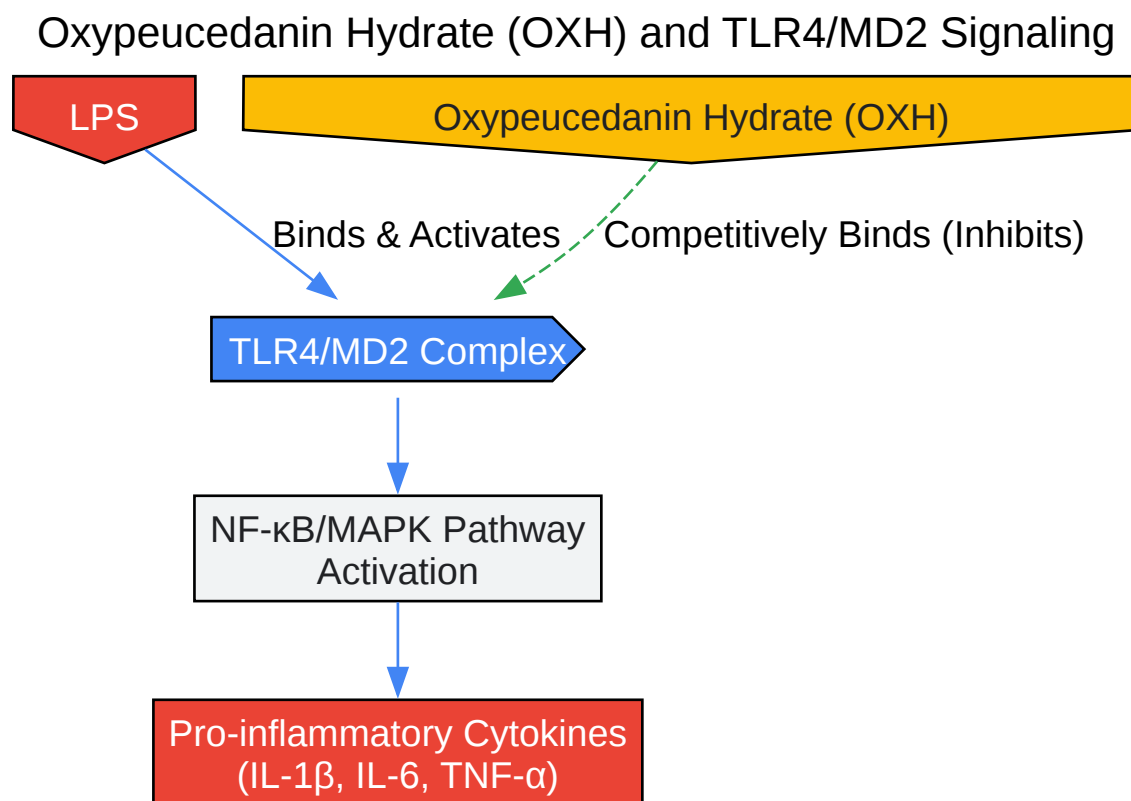 Oxypeucedanin Hydrate (OXH) and TLR4/MD2 Signaling
LPS
Oxypeucedanin Hydrate (OXH)
Binds & Activates
Competitively Binds (Inhibits)
TLR4/MD2 Complex
NF-κB/MAPK Pathway
Activation
Pro-inflammatory Cytokines
(IL-1β, IL-6, TNF-α)